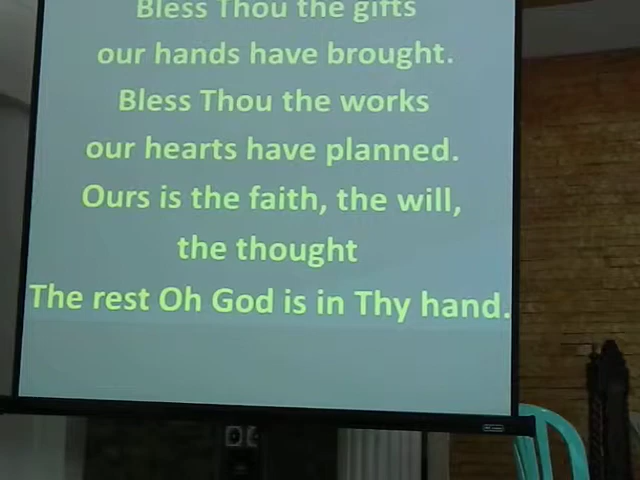 Bless Thou the gifts
our hands have brought.
Bless Thou the works
our hearts have planned.
Ours is the faith, the will,
the thought
The rest Oh God is in Thy hand.